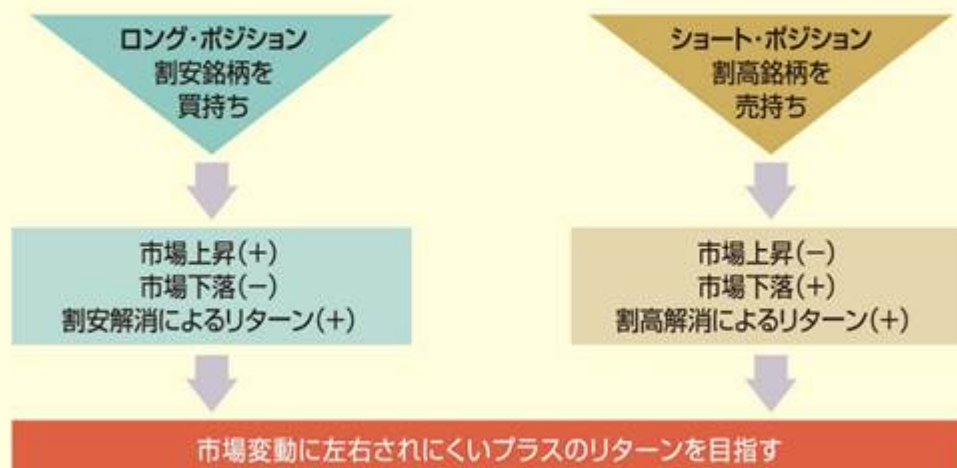 ロング・ポジション
割安銘柄を
買持ち
ショート・ポジション
割高銘柄を
売持ち
市場上昇(+)
市場下落(−)
割安解消によるリターン(+)
市場上昇(−)
市場下落(+)
割高解消によるリターン(+)
市場変動に左右されにくいプラスのリターンを目指す